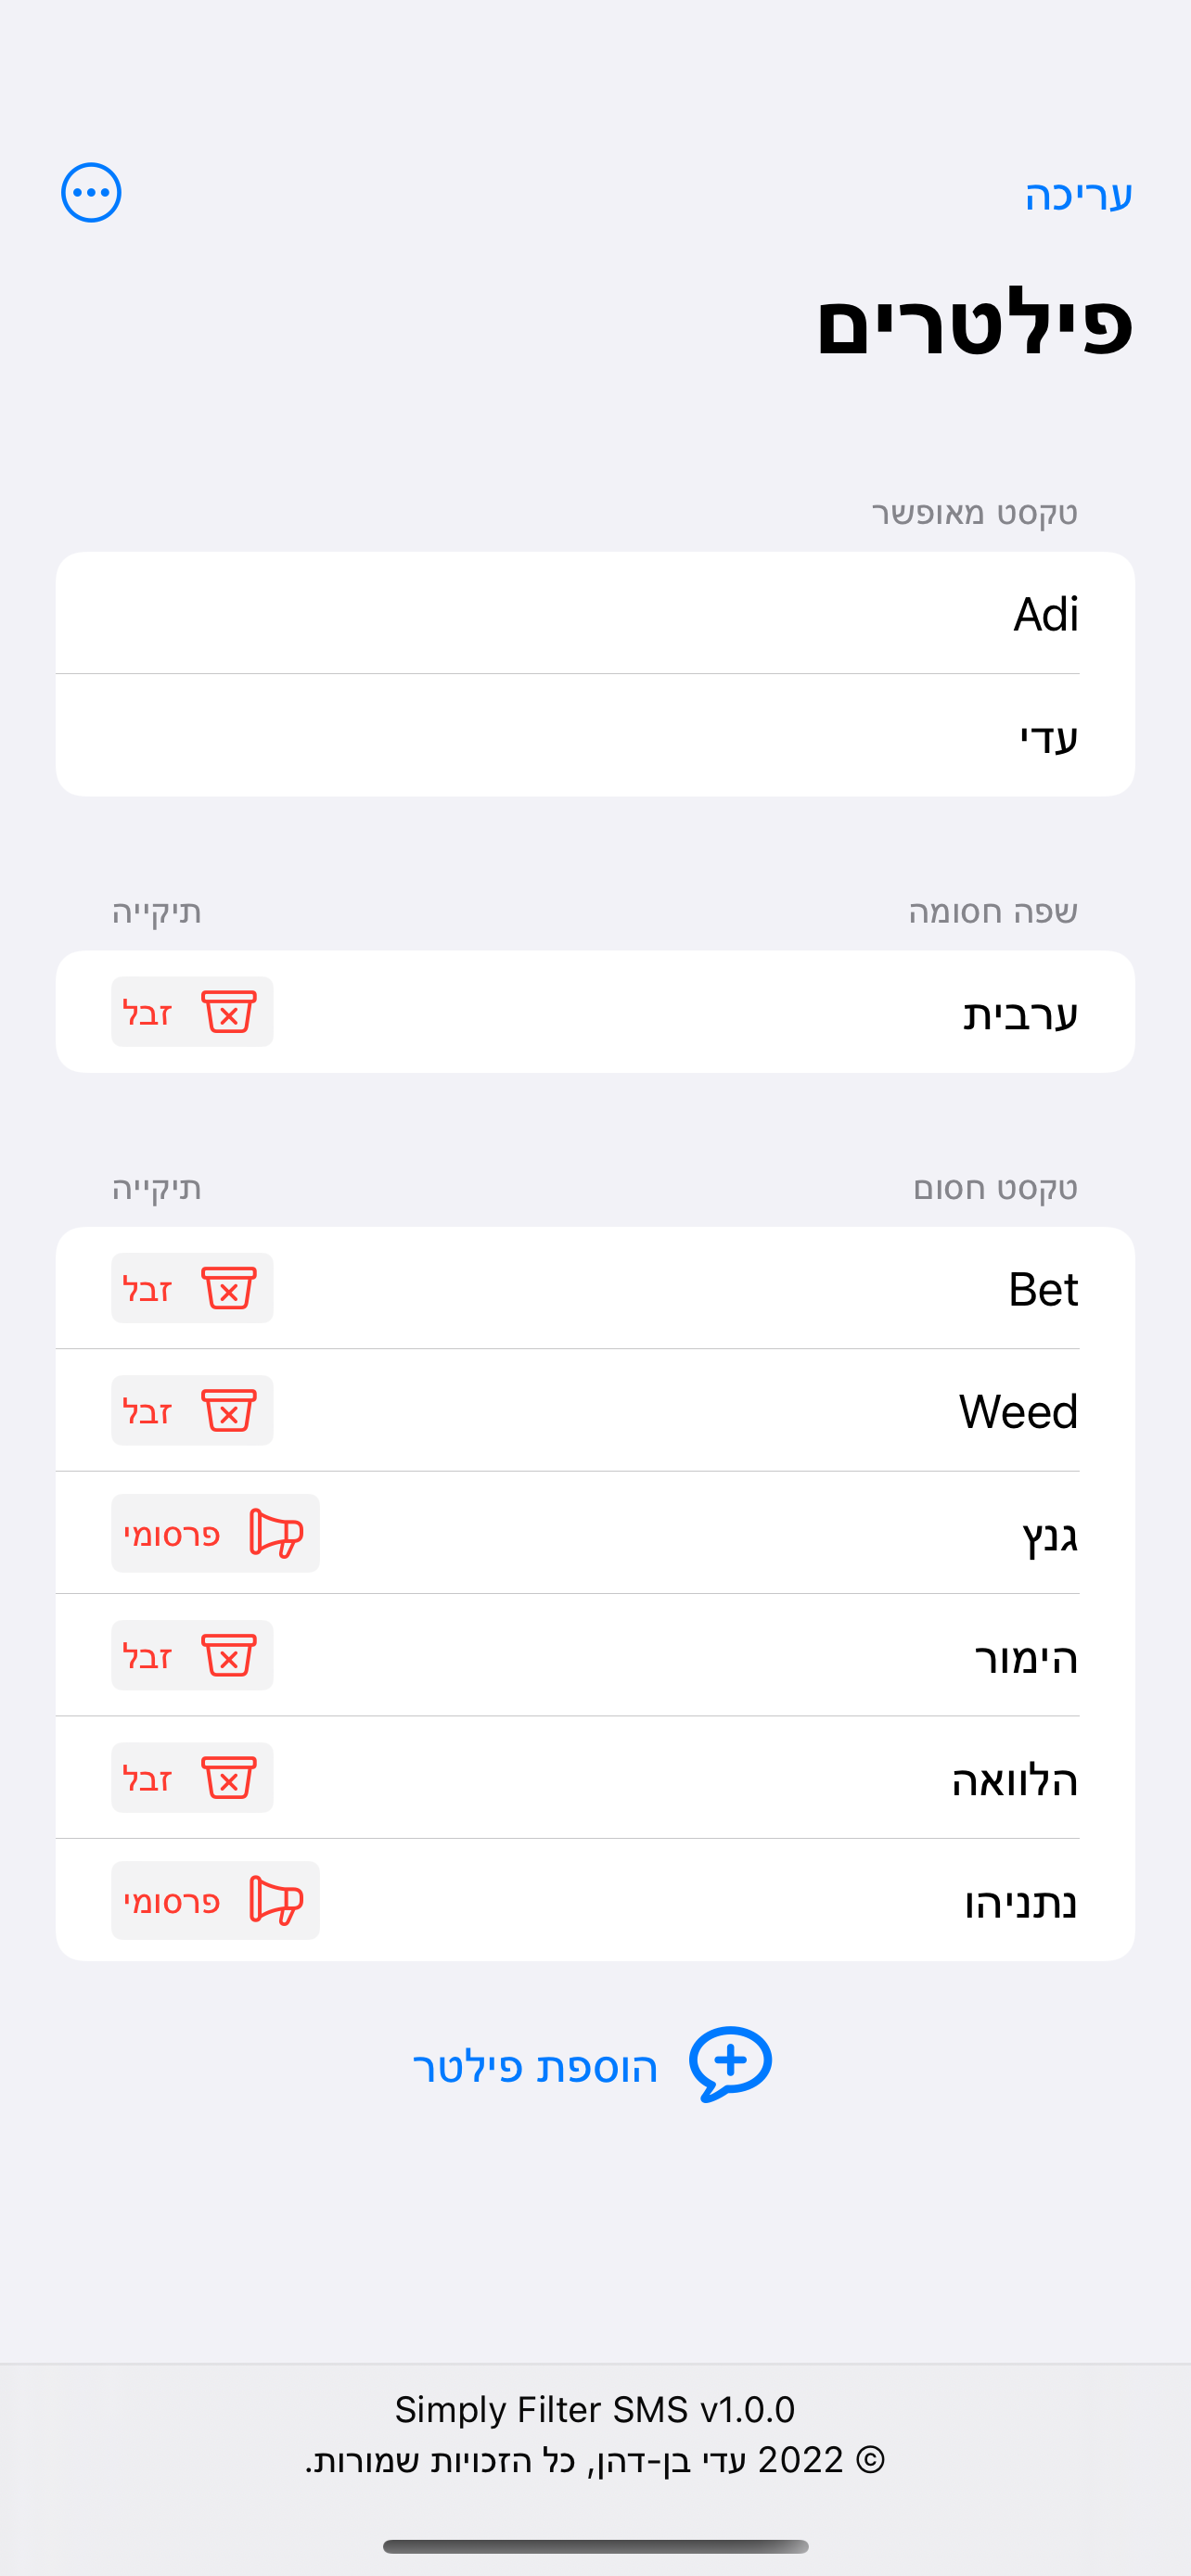 עריכה
פילטרים
טקסט מאופשר
Adi
עדי
שפה חסומה תיקייה
ערבית זבל
טקסט חסום תיקייה
Bet זבל
Weed זבל
גנץ פרסומי
הימור זבל
הלוואה זבל
נתניהו פרסומי
הוספת פילטר
Simply Filter SMS v1.0.0
© 2022 עדי בן-דהן, כל הזכויות שמורות.